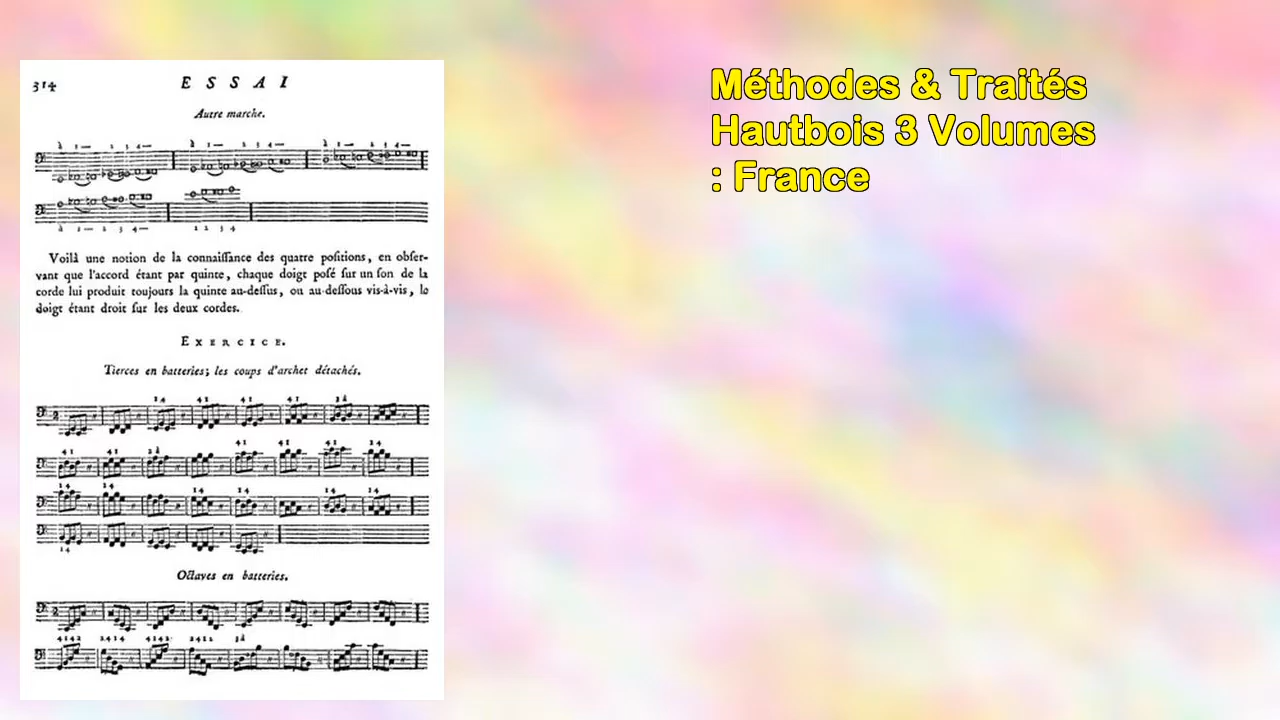 314 ESSAI
Autre marche.
Voilà une notion de la connaiſſance des quatre poſitions, en obſer-
vant que l'accord étant par quinte, chaque doigt poſé ſur un ſon de la
corde lui produit toujours la quinte au-deſſus, ou au-deſſous vis-à-vis, le
doigt étant droit ſur les deux cordes.
EXERCICE.
Tierces en batteries; les coups d'archet détachés.
Octaves en batteries.
Méthodes & Traités
Hautbois 3 Volumes
: France